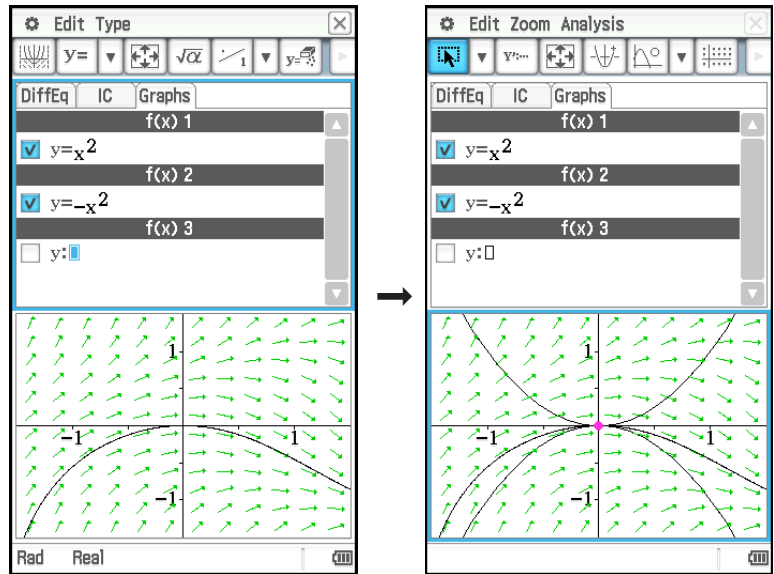 Edit Type
y= √α 1 y=
DiffEq IC Graphs
f(x) 1
y=x2
f(x) 2
y=-x2
f(x) 3
y:
1
-1 1
-1
Rad Real
Edit Zoom Analysis
Y':…
DiffEq IC Graphs
f(x) 1
y=x2
f(x) 2
y=-x2
f(x) 3
y:
1
-1 1
-1